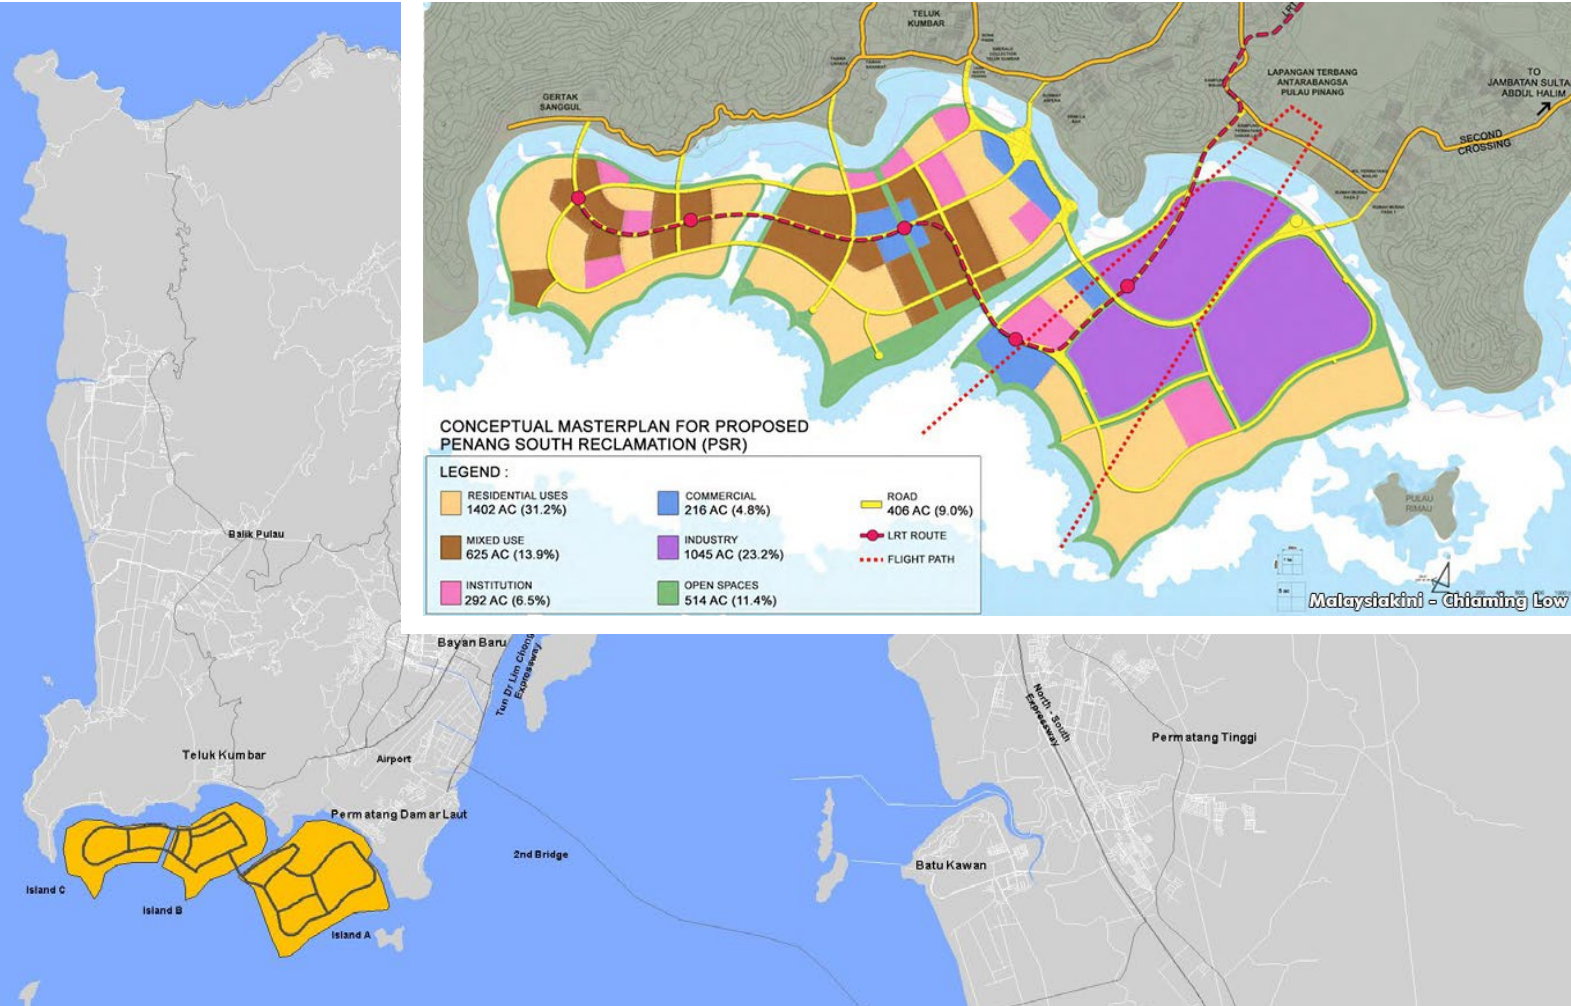 TELUK
KUMBAR
GERTAK
SANGGUL
LAPANGAN TERBANG
ANTARABANGSA
PULAU PINANG
TO
JAMBATAN SULTA
ABDUL HALIM
SECOND
CROSSING
LRT
CONCEPTUAL MASTERPLAN FOR PROPOSED
PENANG SOUTH RECLAMATION (PSR)
LEGEND :
RESIDENTIAL USES
1402 AC (31.2%)
MIXED USE
625 AC (13.9%)
INSTITUTION
292 AC (6.5%)
COMMERCIAL
216 AC (4.8%)
INDUSTRY
1045 AC (23.2%)
OPEN SPACES
514 AC (11.4%)
ROAD
406 AC (9.0%)
LRT ROUTE
FLIGHT PATH
PULAU
RIMAU
Malaysiakini - Chiaming Low
Balik Pulau
Bayan Baru
Tun Dr Lim Chong
Expressway
North - South
Expressway
Permatang Tinggi
Teluk Kumbar
Airport
Permatang Damar Laut
2nd Bridge
Batu Kawan
Island C
Island B
Island A